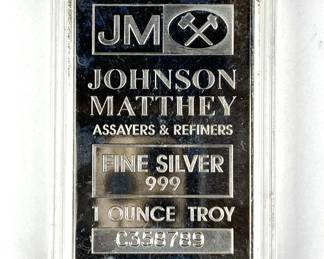 JM
JOHNSON
MATTHEY
ASSAYERS & REFINERS
FINE SILVER
999
1 OUNCE TROY
C358789